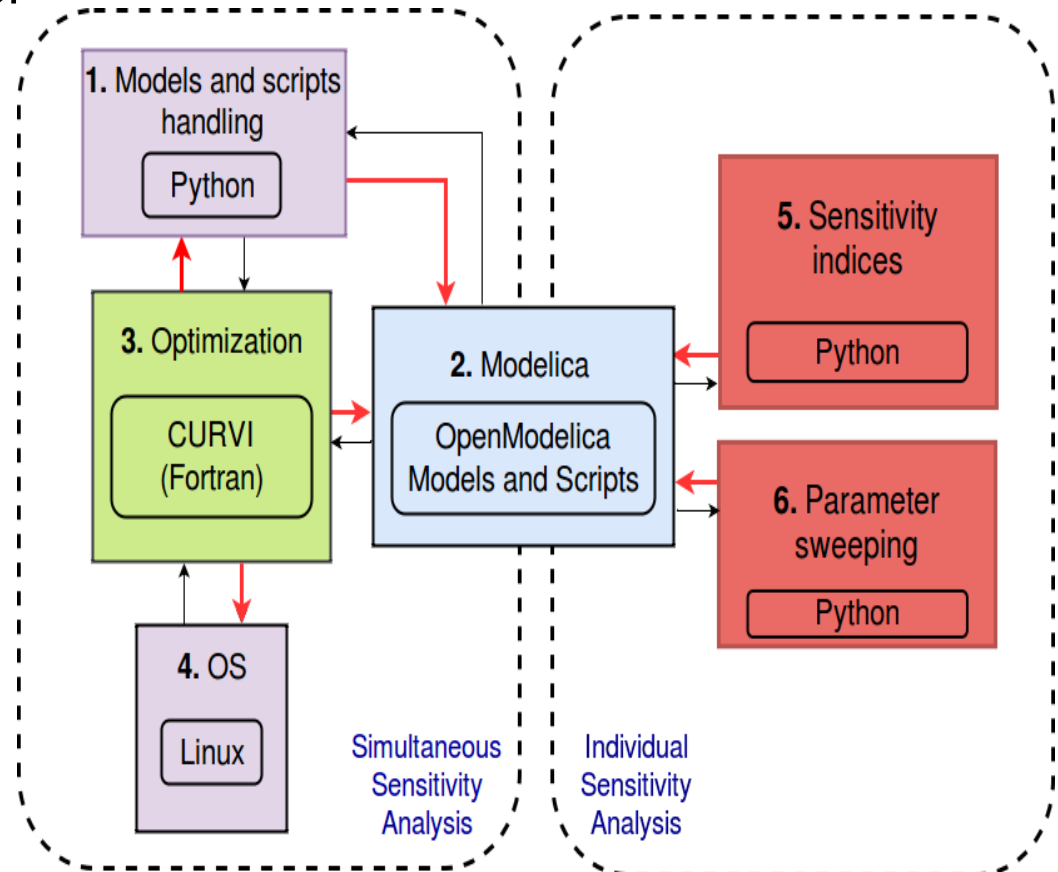 1. Models and scripts
handling
Python
3. Optimization
CURVI
(Fortran)
4. OS
Linux
2. Modelica
OpenModelica
Models and Scripts
5. Sensitivity
indices
Python
6. Parameter
sweeping
Python
Simultaneous
Sensitivity
Analysis
Individual
Sensitivity
Analysis